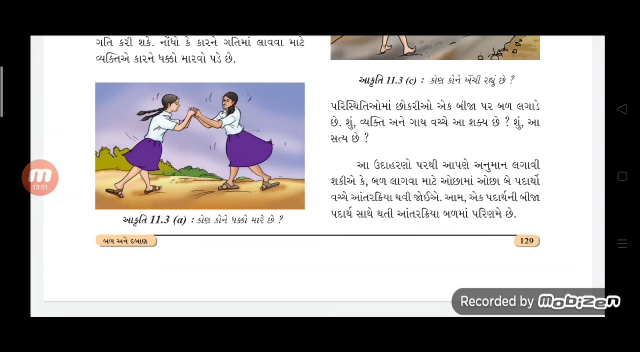 ગતિ કરી શકે. નોંધો કે કારને ગતિમાં લાવવા માટે
વ્યક્તિએ કારને ધક્કો મારવો પડે છે.
આકૃતિ 11.3 (a) : કોણ કોને ધક્કો મારે છે ?
આકૃતિ 11.3 (c) : કોણ કોને ખેંચી રહ્યું છે ?
પરિસ્થિતિઓમાં છોકરીઓ એક બીજા પર બળ લગાડે
છે. શું, વ્યક્તિ અને ગાય વચ્ચે આ શક્ય છે ? શું, આ
સત્ય છે ?
આ ઉદાહરણો પરથી આપણે અનુમાન લગાવી
શકીએ કે, બળ લાગવા માટે ઓછામાં ઓછા બે પદાર્થો
વચ્ચે આંતરક્રિયા થવી જોઈએ. આમ, એક પદાર્થની બીજા
પદાર્થ સાથે થતી આંતરક્રિયા બળમાં પરિણમે છે.
બળ અને દબાણ
129
13:51
Recorded by Mobizen